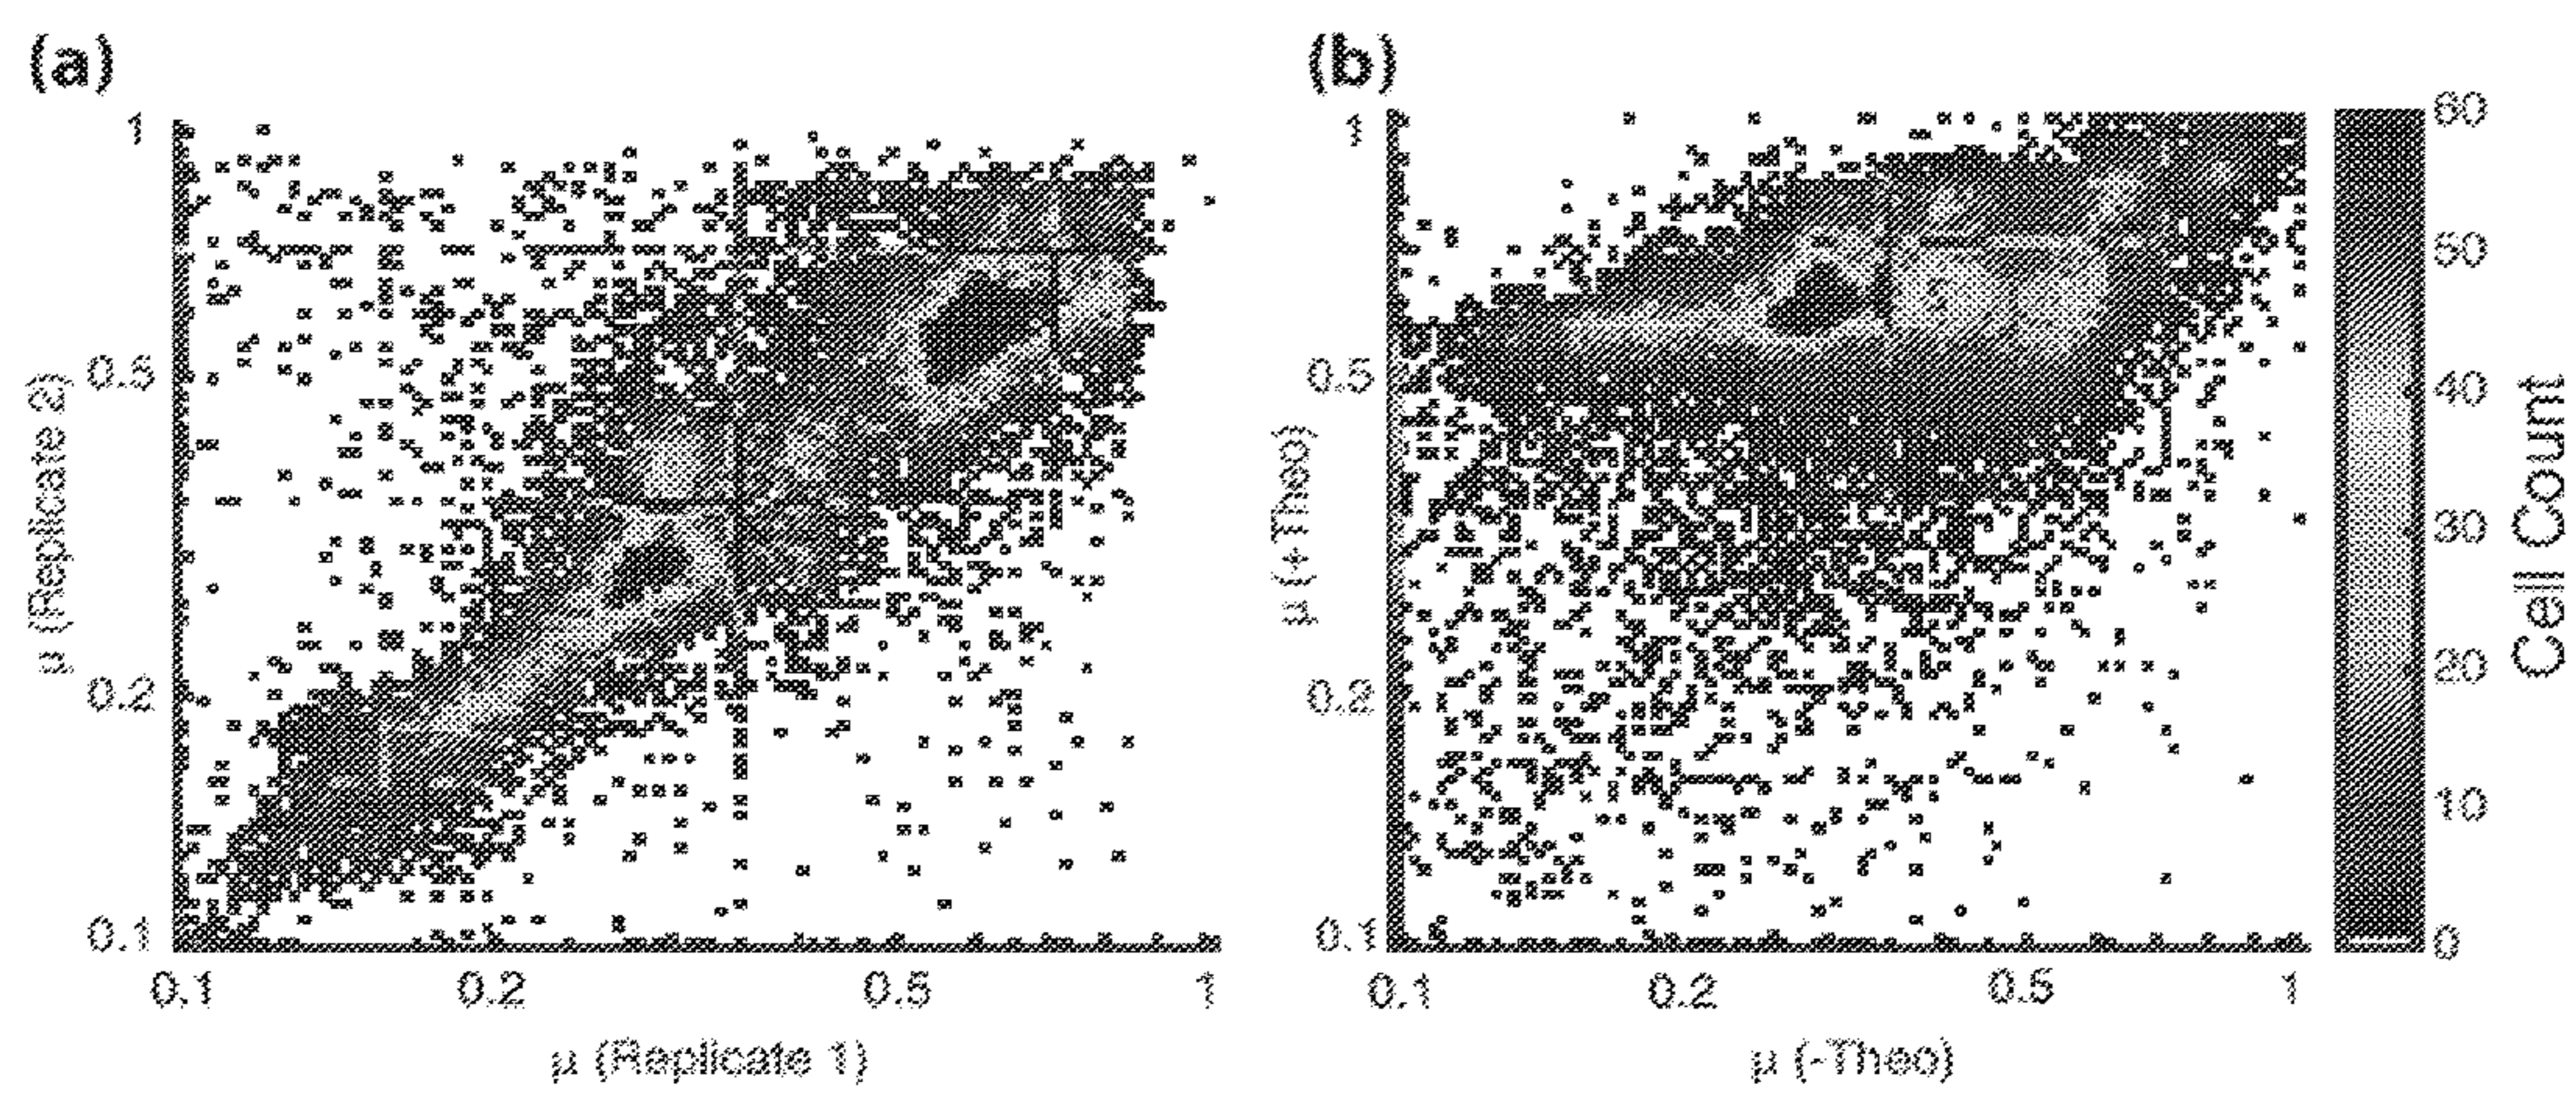 (a)
1
0.5
0.2
0.1
μ (Replicate 2)
0.1 0.2 0.5 1
μ (Replicate 1)
(b)
1
0.5
0.2
0.1
μ (+Theo)
0.1 0.2 0.5 1
μ (-Theo)
60
50
40
30
20
10
0
Cell Count